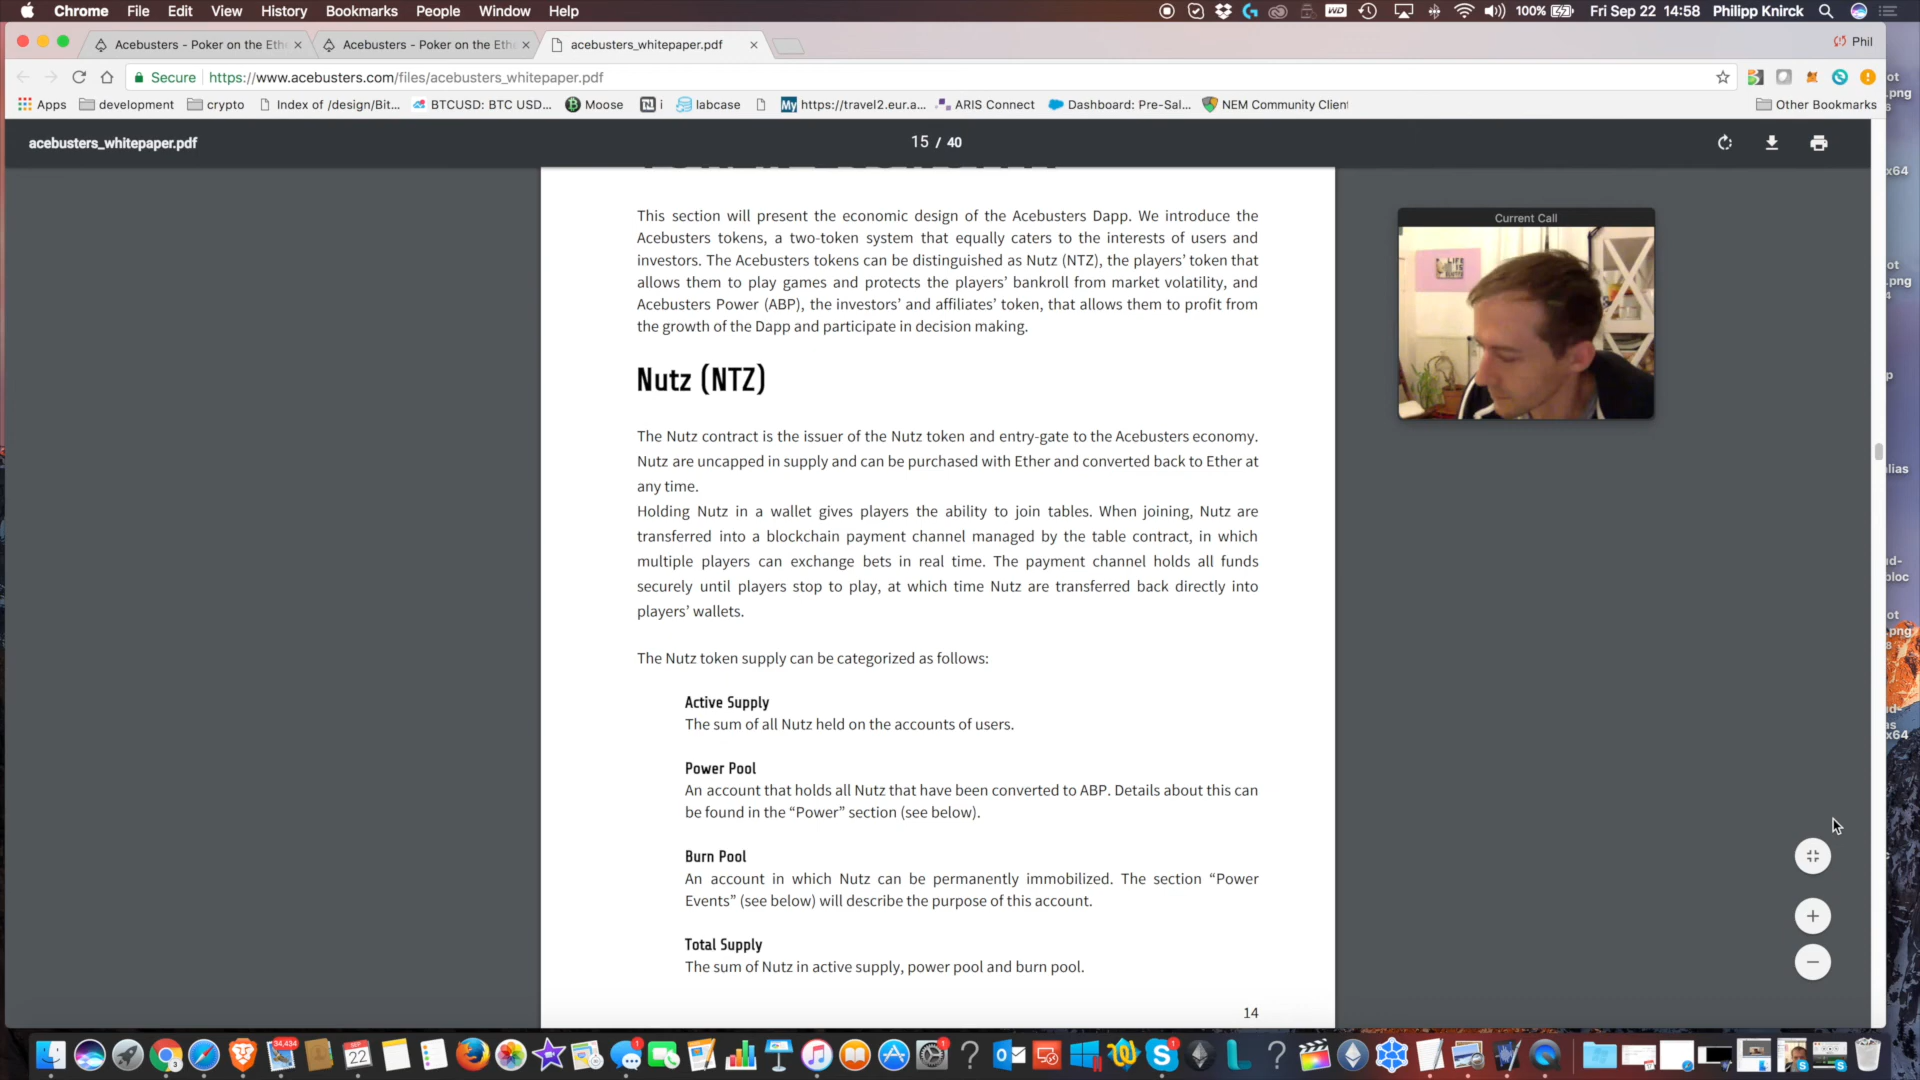 Chrome File Edit View History Bookmarks People Window Help
100%
Fri Sep 22 14:58 Philipp Knirck
Acebusters - Poker on the Eth
Acebusters - Poker on the Eth
acebusters_whitepaper.pdf
Phil
Secure https://www.acebusters.com/files/acebusters_whitepaper.pdf
Apps development crypto Index of /design/Bit... BTCUSD: BTC USD... Moose i labcase My https://travel2.eur.a... ARIS Connect Dashboard: Pre-Sal... NEM Community Client Other Bookmarks
acebusters_whitepaper.pdf
15 / 40
This section will present the economic design of the Acebusters Dapp. We introduce the
Acebusters tokens, a two-token system that equally caters to the interests of users and
investors. The Acebusters tokens can be distinguished as Nutz (NTZ), the players' token that
allows them to play games and protects the players' bankroll from market volatility, and
Acebusters Power (ABP), the investors' and affiliates' token, that allows them to profit from
the growth of the Dapp and participate in decision making.
Current Call
LIFE
IS
Nutz (NTZ)
The Nutz contract is the issuer of the Nutz token and entry-gate to the Acebusters economy.
Nutz are uncapped in supply and can be purchased with Ether and converted back to Ether at
any time.
Holding Nutz in a wallet gives players the ability to join tables. When joining, Nutz are
transferred into a blockchain payment channel managed by the table contract, in which
multiple players can exchange bets in real time. The payment channel holds all funds
securely until players stop to play, at which time Nutz are transferred back directly into
players' wallets.
The Nutz token supply can be categorized as follows:
Active Supply
The sum of all Nutz held on the accounts of users.
Power Pool
An account that holds all Nutz that have been converted to ABP. Details about this can
be found in the “Power” section (see below).
Burn Pool
An account in which Nutz can be permanently immobilized. The section “Power
Events” (see below) will describe the purpose of this account.
Total Supply
The sum of Nutz in active supply, power pool and burn pool.
14
34,434
22